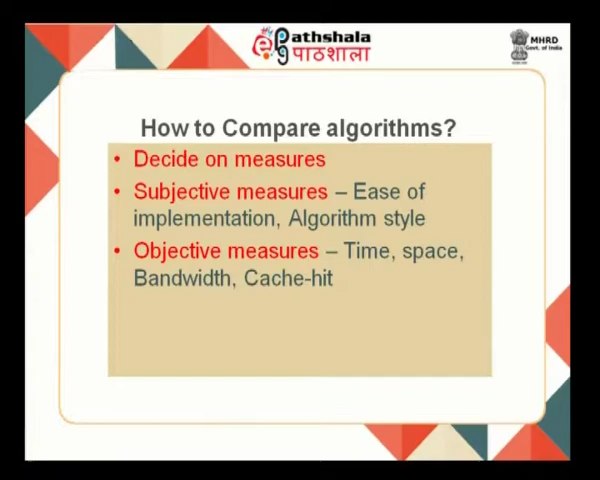 ePGPathshala
पाठशाला
MHRD
Govt. of India
How to Compare algorithms?
• Decide on measures
• Subjective measures – Ease of
implementation, Algorithm style
• Objective measures – Time, space,
Bandwidth, Cache-hit